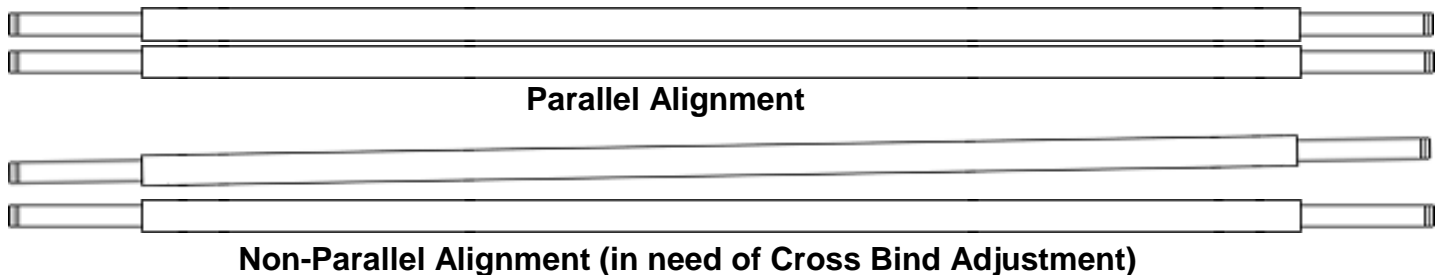 Parallel Alignment
Non-Parallel Alignment (in need of Cross Bind Adjustment)